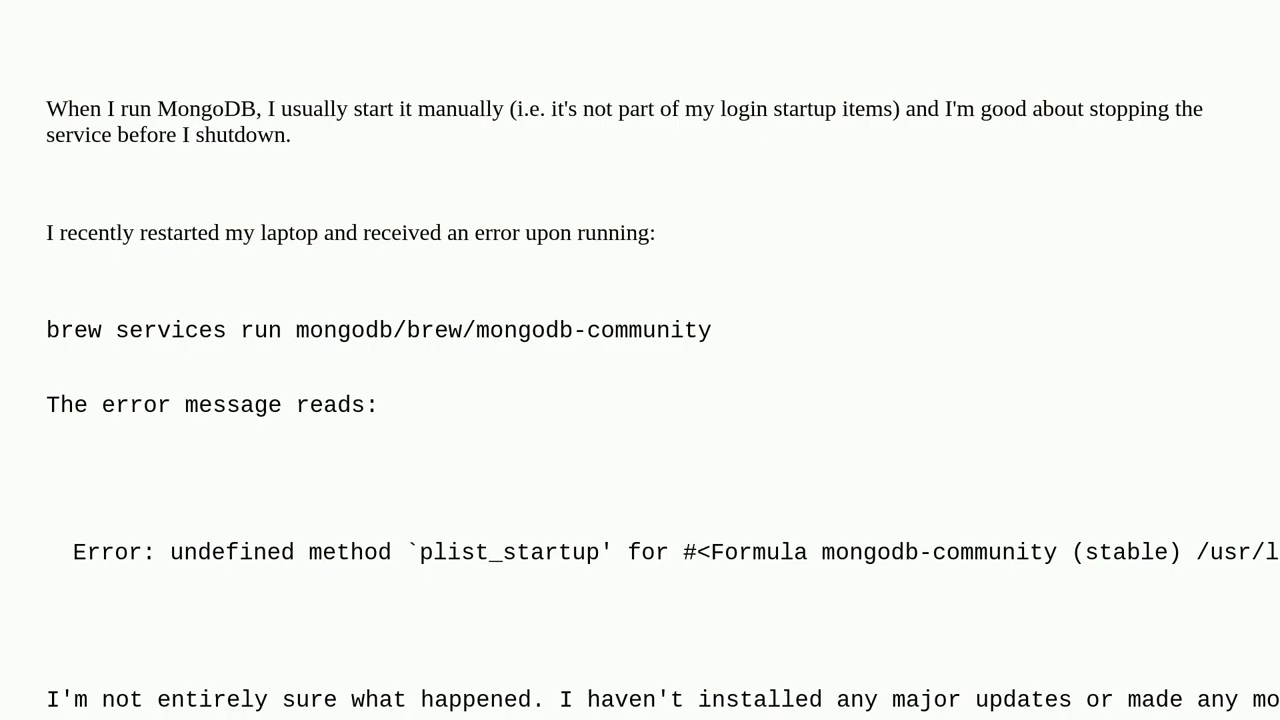 When I run MongoDB, I usually start it manually (i.e. it's not part of my login startup items) and I'm good about stopping the
service before I shutdown.
I recently restarted my laptop and received an error upon running:
brew services run mongodb/brew/mongodb-community
The error message reads:
Error: undefined method `plist_startup' for #<Formula mongodb-community (stable) /usr/l
I'm not entirely sure what happened. I haven't installed any major updates or made any mo